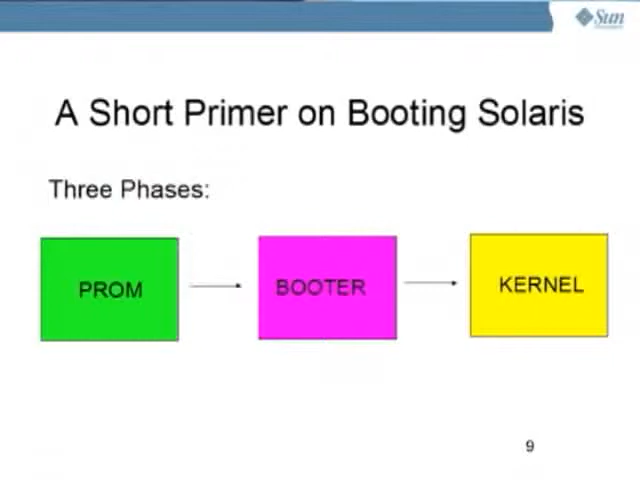 Sun
A Short Primer on Booting Solaris
Three Phases:
PROM
BOOTER
KERNEL
9